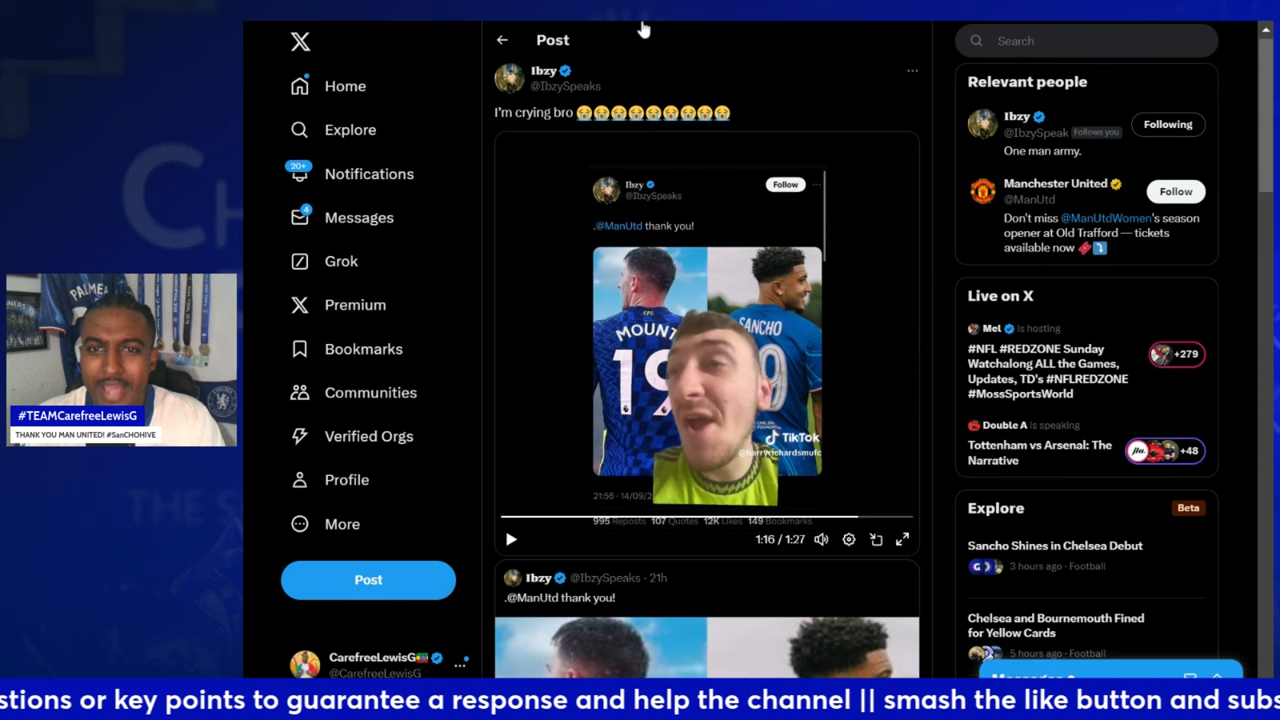 Post
Search
Ibzy
@IbzySpeaks
I'm crying bro 😭😭😭😭😭😭😭😭😭
Home
Explore
20+
Notifications
4
Messages
Grok
Premium
Bookmarks
Communities
Verified Orgs
Profile
More
Post
CarefreeLewisG
@CarefreeLewisG
Ibzy
@IbzySpeaks
Follow
.@ManUtd thank you!
CFC
MOUNT
19
SANCHO
TikTok
@harryrichardsmufc
21:56 · 14/09/2
995 Reposts 107 Quotes 12K Likes 149 Bookmarks
1:16 / 1:27
Ibzy @IbzySpeaks · 21h
.@ManUtd thank you!
Relevant people
Ibzy
@IbzySpeak Follows you
Following
One man army.
Manchester United
@ManUtd
Follow
Don't miss @ManUtdWomen's season
opener at Old Trafford — tickets
available now
Live on X
Mel is hosting
#NFL #REDZONE Sunday
Watchalong ALL the Games,
Updates, TD's #NFLREDZONE
#MossSportsWorld
+279
Double A is speaking
Tottenham vs Arsenal: The
Narrative
+48
Explore
Beta
Sancho Shines in Chelsea Debut
3 hours ago · Football
Chelsea and Bournemouth Fined
for Yellow Cards
5 hours ago · Football
PALME
#TEAMCarefreeLewisG
THANK YOU MAN UNITED! #SanCHOHIVE
stions or key points to guarantee a response and help the channel || smash the like button and subs